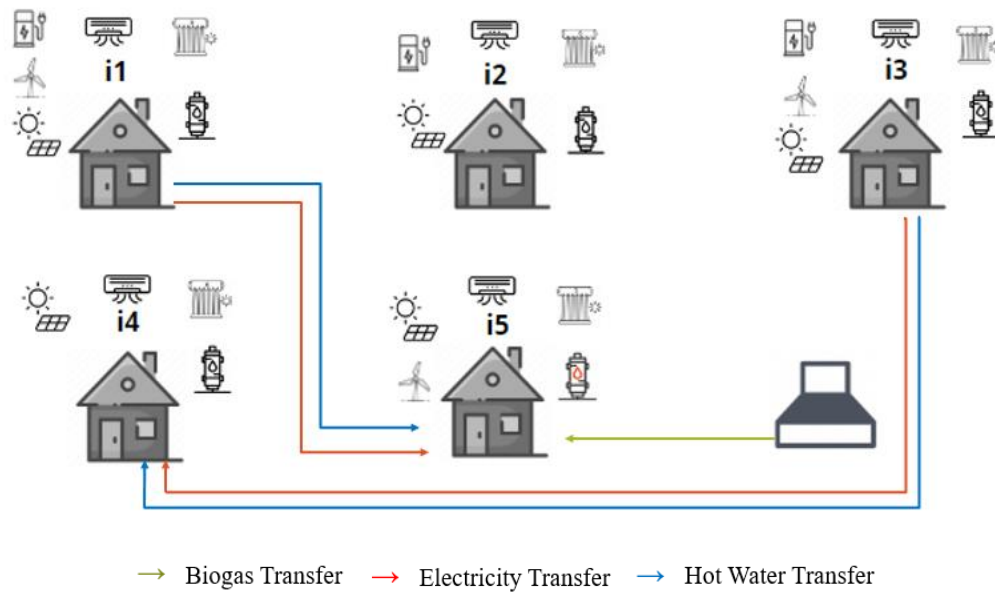 i1
i2
i3
i4
i5
Biogas Transfer
Electricity Transfer
Hot Water Transfer